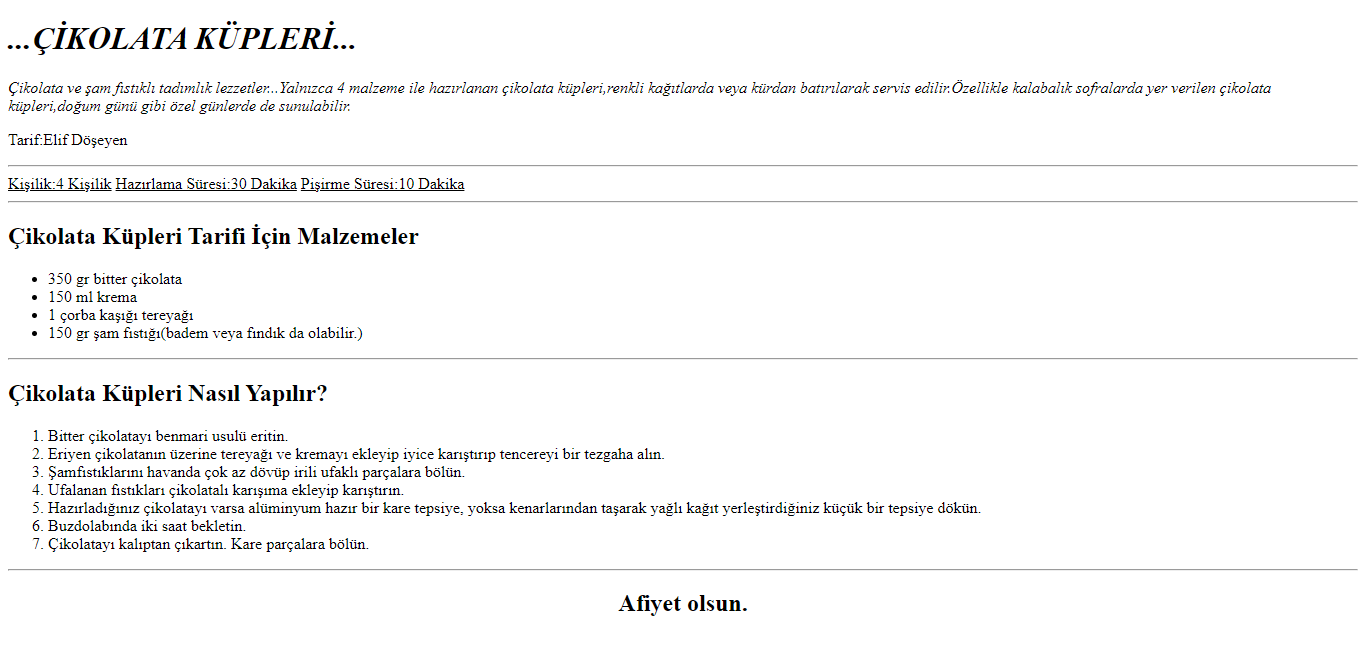 ...ÇİKOLATA KÜPLERİ...
Çikolata ve şam fıstıklı tadımlık lezzetler...Yalnızca 4 malzeme ile hazırlanan çikolata küpleri,renkli kağıtlarda veya kürdan batırılarak servis edilir.Özellikle kalabalık sofralarda yer verilen çikolata
küpleri,doğum günü gibi özel günlerde de sunulabilir.
Tarif:Elif Döşeyen
Kişilik:4 Kişilik Hazırlama Süresi:30 Dakika Pişirme Süresi:10 Dakika
Çikolata Küpleri Tarifi İçin Malzemeler
• 350 gr bitter çikolata
• 150 ml krema
• 1 çorba kaşığı tereyağı
• 150 gr şam fıstığı(badem veya fındık da olabilir.)
Çikolata Küpleri Nasıl Yapılır?
1. Bitter çikolatayı benmari usulü eritin.
2. Eriyen çikolatanın üzerine tereyağı ve kremayı ekleyip iyice karıştırıp tencereyi bir tezgaha alın.
3. Şamfıstıklarını havanda çok az dövüp irili ufaklı parçalara bölün.
4. Ufalanan fıstıkları çikolatalı karışıma ekleyip karıştırın.
5. Hazırladığınız çikolatayı varsa alüminyum hazır bir kare tepsiye, yoksa kenarlarından taşarak yağlı kağıt yerleştirdiğiniz küçük bir tepsiye dökün.
6. Buzdolabında iki saat bekletin.
7. Çikolatayı kalıptan çıkartın. Kare parçalara bölün.
Afiyet olsun.